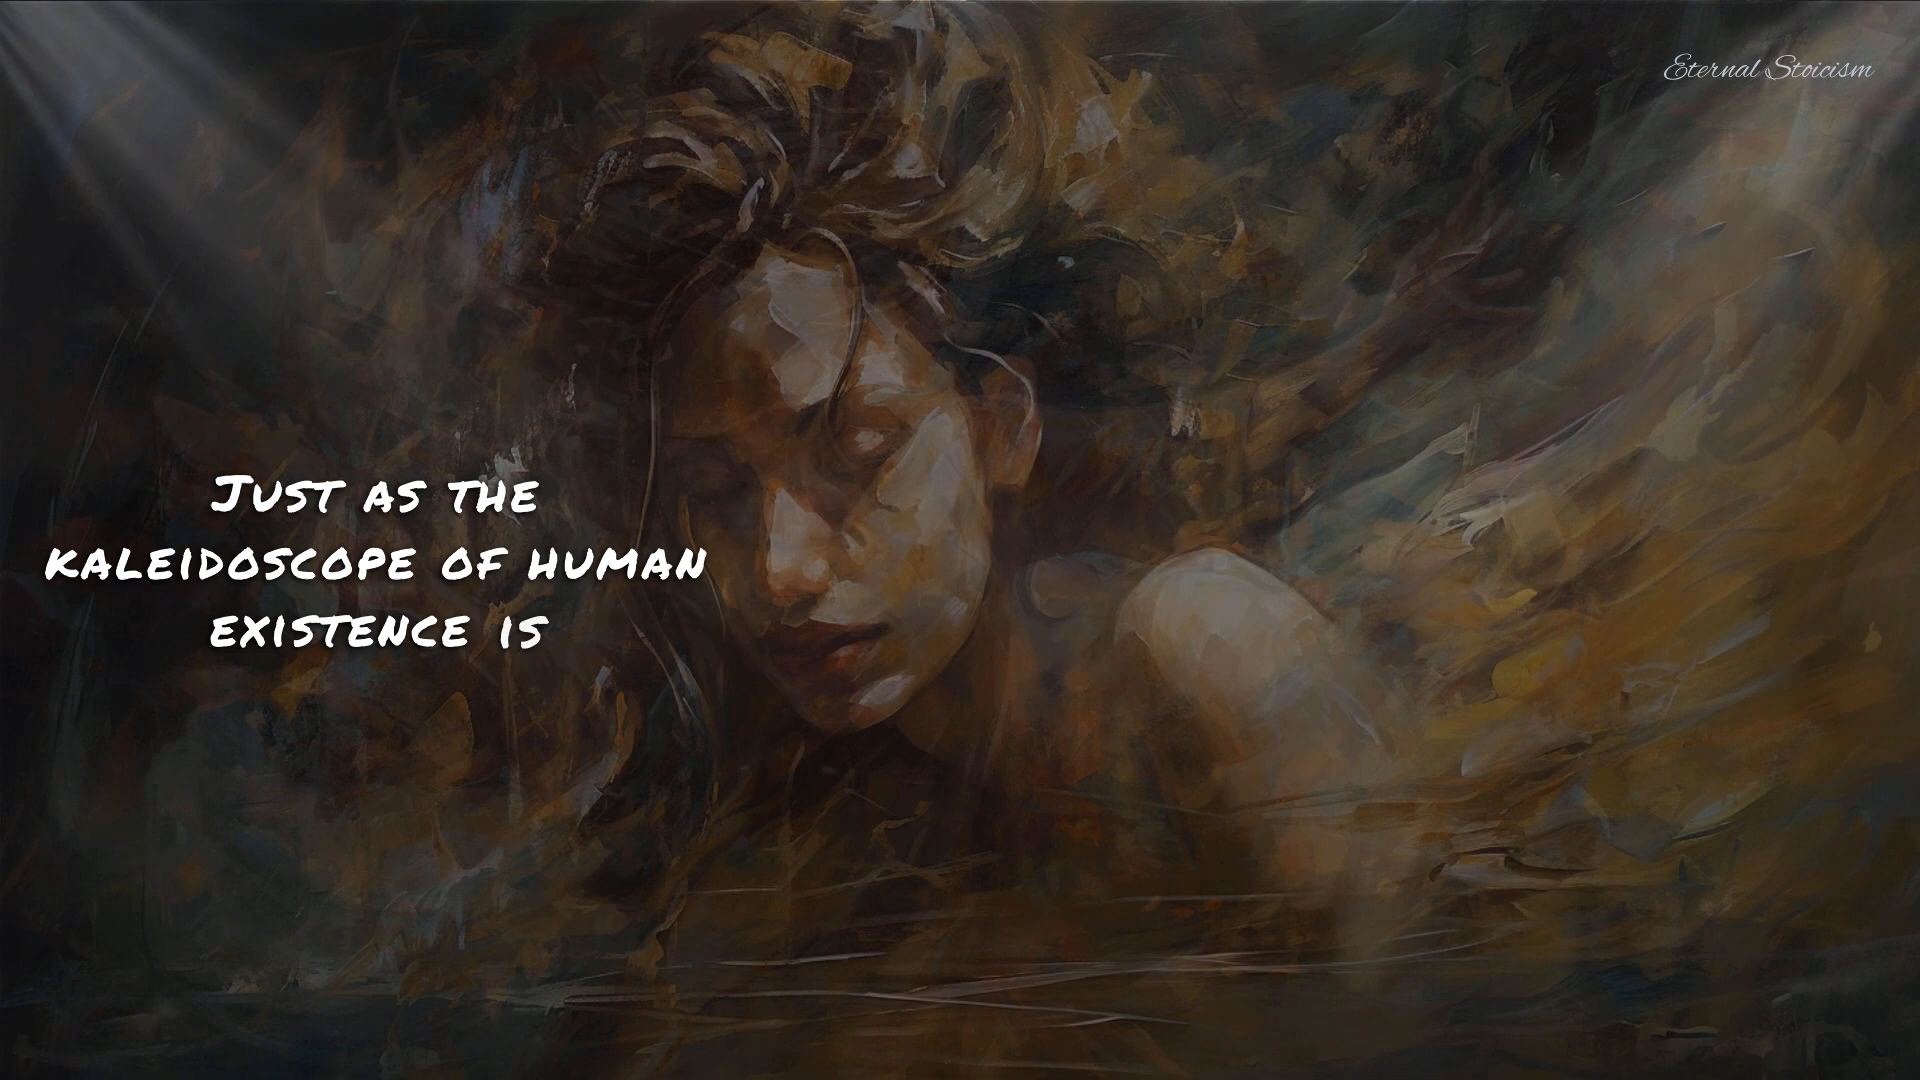 Eternal Stoicism
Just as the
kaleidoscope of human
existence is